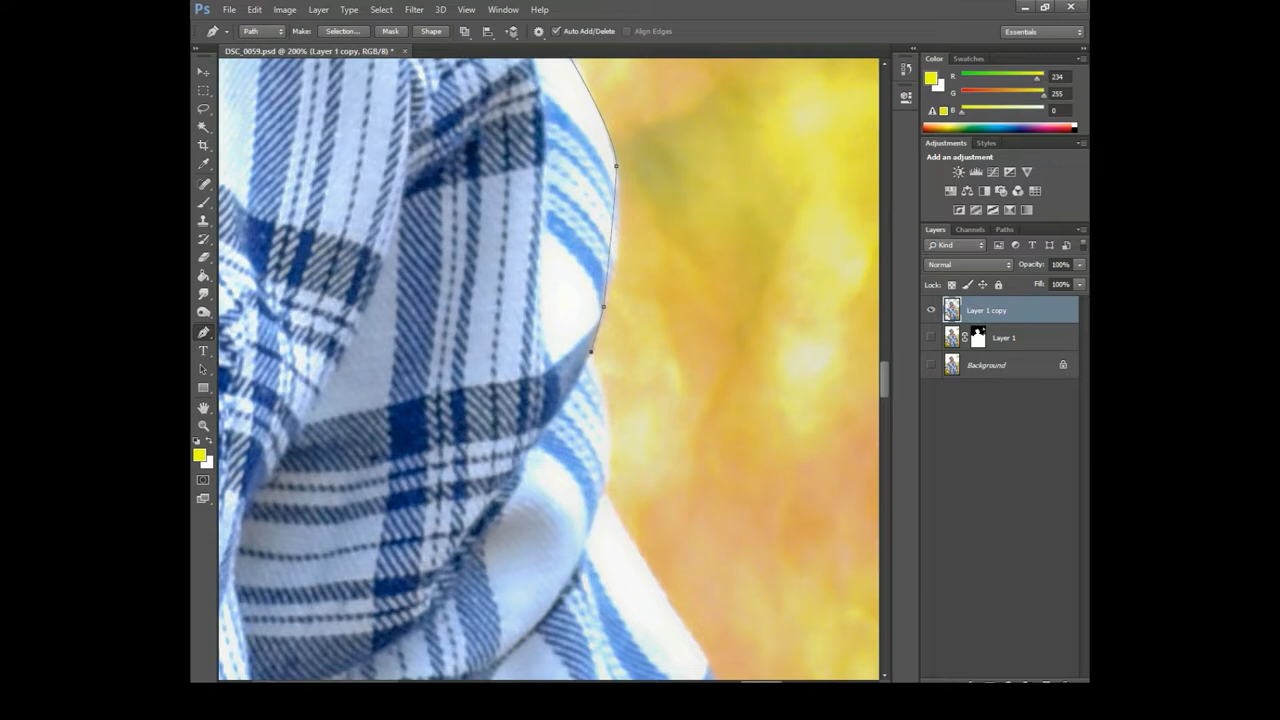 Ps File Edit Image Layer Type Select Filter 3D View Window Help
Path Make: Selection... Mask Shape Auto Add/Delete Align Edges Essentials
DSC_0059.psd @ 200% (Layer 1 copy, RGB/8) * ×
Color Swatches
R 234
G 255
B 0
Adjustments Styles
Add an adjustment
Layers Channels Paths
Kind
Normal Opacity: 100%
Lock: Fill: 100%
Layer 1 copy
Layer 1
Background